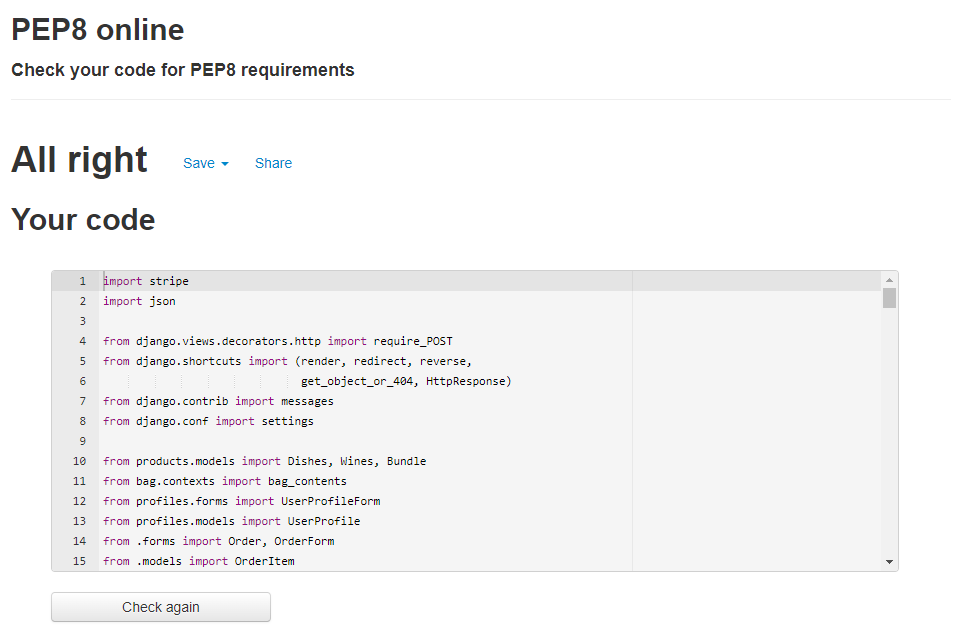 PEP8 online
Check your code for PEP8 requirements
All right Save Share
Your code
1 import stripe
2 import json
3
4 from django.views.decorators.http import require_POST
5 from django.shortcuts import (render, redirect, reverse,
6 get_object_or_404, HttpResponse)
7 from django.contrib import messages
8 from django.conf import settings
9
10 from products.models import Dishes, Wines, Bundle
11 from bag.contexts import bag_contents
12 from profiles.forms import UserProfileForm
13 from profiles.models import UserProfile
14 from .forms import Order, OrderForm
15 from .models import OrderItem
Check again